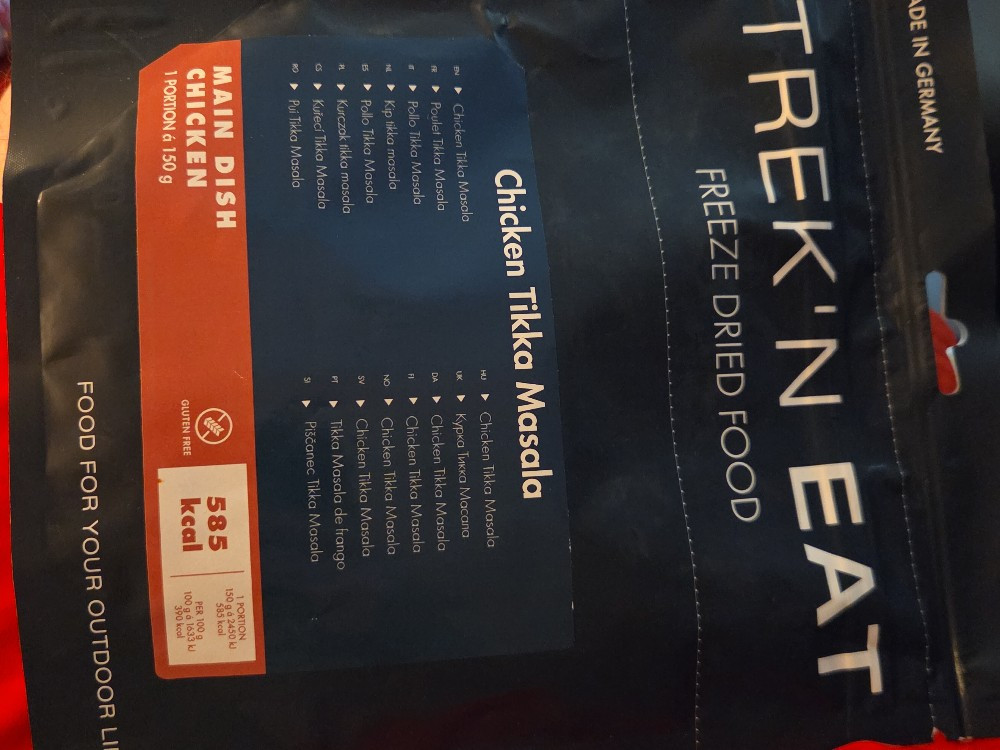 ADE IN GERMANY
TREK'N EAT
FREEZE DRIED FOOD
Chicken Tikka Masala
EN ▶ Chicken Tikka Masala
FR ▶ Poulet Tikka Masala
IT ▶ Pollo Tikka Masala
NL ▶ Kip tikka masala
ES ▶ Pollo Tikka Masala
PL ▶ Kurczak tikka masala
CS ▶ Kuřecí Tikka Masala
RO ▶ Pui Tikka Masala
HU ▶ Chicken Tikka Masala
UK ▶ Курка Тикка Масала
DA ▶ Chicken Tikka Masala
FI ▶ Chicken Tikka Masala
NO ▶ Chicken Tikka Masala
SV ▶ Chicken Tikka Masala
PT ▶ Tikka Masala de frango
SI ▶ Piščanec Tikka Masala
MAIN DISH
CHICKEN
1 PORTION á 150 g
GLUTEN FREE
585
kcal
1 PORTION
150 g á 2450 kJ
585 kcal
PER 100 g
100 g á 1633 kJ
390 kcal
FOOD FOR YOUR OUTDOOR LI